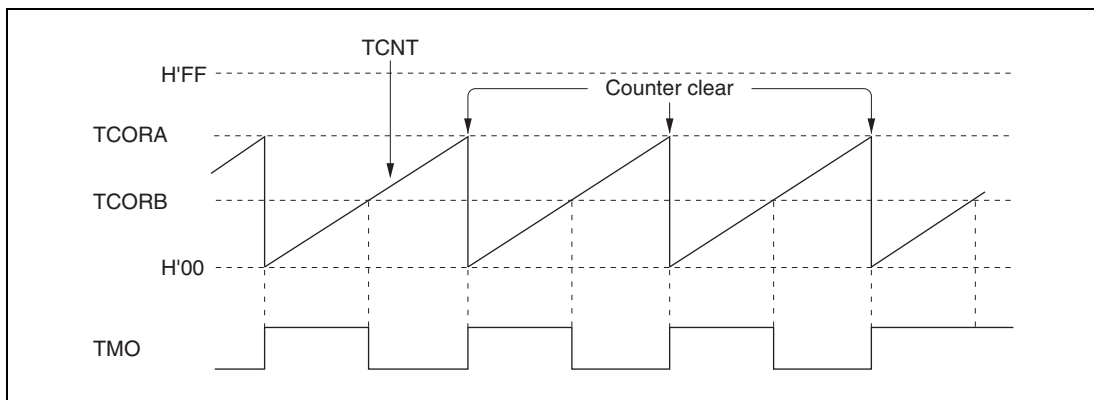 TCNT
H'FF
Counter clear
TCORA
TCORB
H'00
TMO